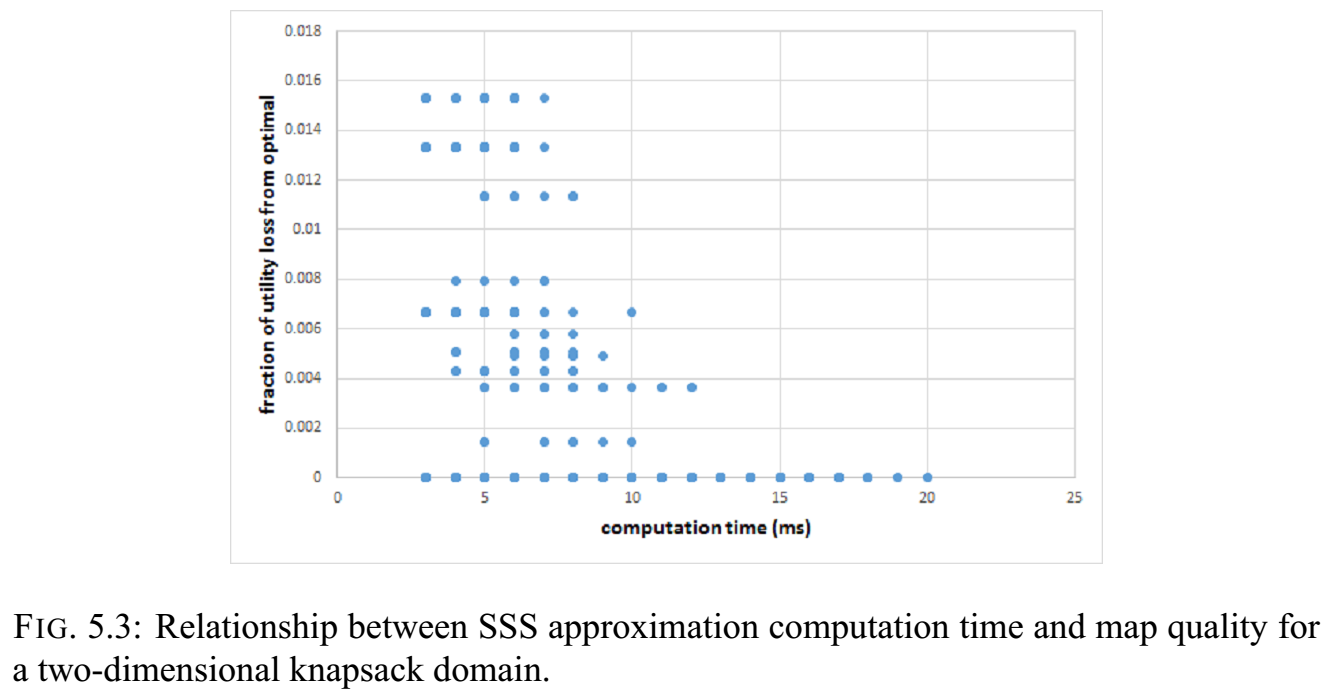 0.018
0.016
0.014
0.012
0.01
0.008
0.006
0.004
0.002
0
fraction of utility loss from optimal
0 5 10 15 20 25
computation time (ms)
FIG. 5.3: Relationship between SSS approximation computation time and map quality for
a two-dimensional knapsack domain.